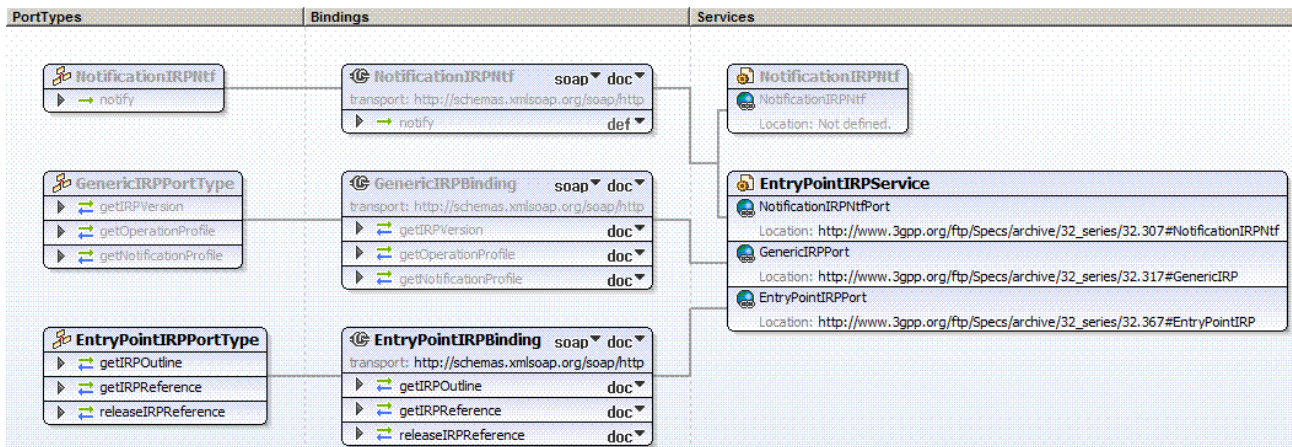 PortTypes
Bindings
Services
NotificationIRPNtf
notify
NotificationIRPNtf soap doc
transport: http://schemas.xmlsoap.org/soap/http
notify def
NotificationIRPNtf
NotificationIRPNtf
Location: Not defined.
GenericIRPPortType
getIRPVersion
getOperationProfile
getNotificationProfile
GenericIRPBinding soap doc
transport: http://schemas.xmlsoap.org/soap/http
getIRPVersion doc
getOperationProfile doc
getNotificationProfile doc
EntryPointIRPService
NotificationIRPNtfPort
Location: http://www.3gpp.org/ftp/Specs/archive/32_series/32.307#NotificationIRPNtf
GenericIRPPort
Location: http://www.3gpp.org/ftp/Specs/archive/32_series/32.317#GenericIRP
EntryPointIRPPort
Location: http://www.3gpp.org/ftp/Specs/archive/32_series/32.367#EntryPointIRP
EntryPointIRPPortType
getIRPOutline
getIRPReference
releaseIRPReference
EntryPointIRPBinding soap doc
transport: http://schemas.xmlsoap.org/soap/http
getIRPOutline doc
getIRPReference doc
releaseIRPReference doc